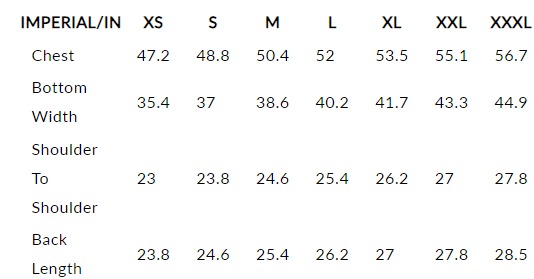 IMPERIAL/IN XS S M L XL XXL XXXL
Chest 47.2 48.8 50.4 52 53.5 55.1 56.7
Bottom
Width
35.4 37 38.6 40.2 41.7 43.3 44.9
Shoulder
To
Shoulder
23 23.8 24.6 25.4 26.2 27 27.8
Back
Length
23.8 24.6 25.4 26.2 27 27.8 28.5